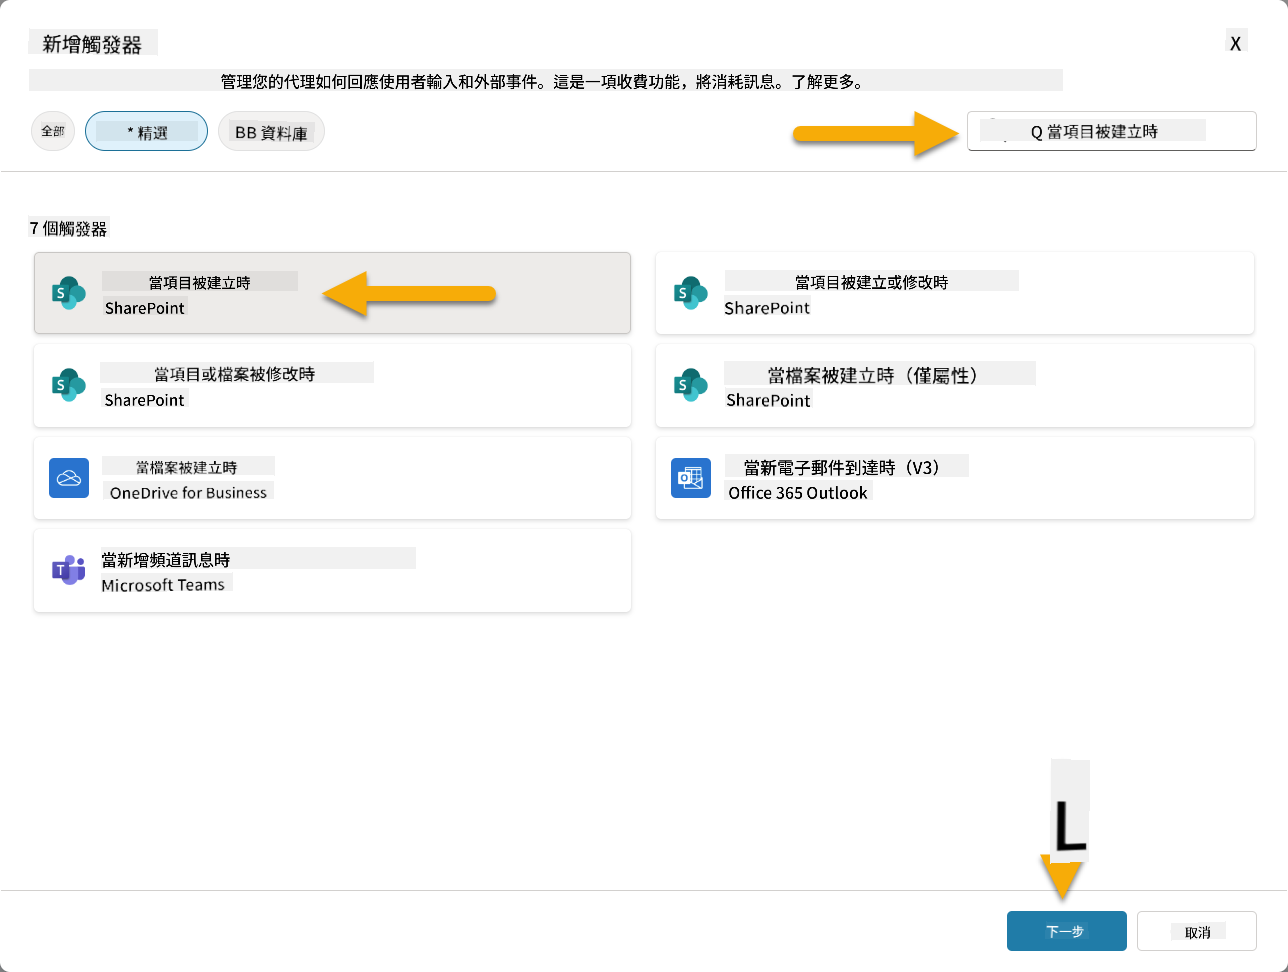 新增觸發器
X
管理您的代理如何回應使用者輸入和外部事件。這是一項收費功能，將消耗訊息。了解更多。
全部
* 精選
BB 資料庫
Q 當項目被建立時
7 個觸發器
當項目被建立時
SharePoint
當項目被建立或修改時
SharePoint
當項目或檔案被修改時
SharePoint
當檔案被建立時（僅屬性）
SharePoint
當檔案被建立時
OneDrive for Business
當新電子郵件到達時（V3）
Office 365 Outlook
當新增頻道訊息時
Microsoft Teams
L
下一步
取消